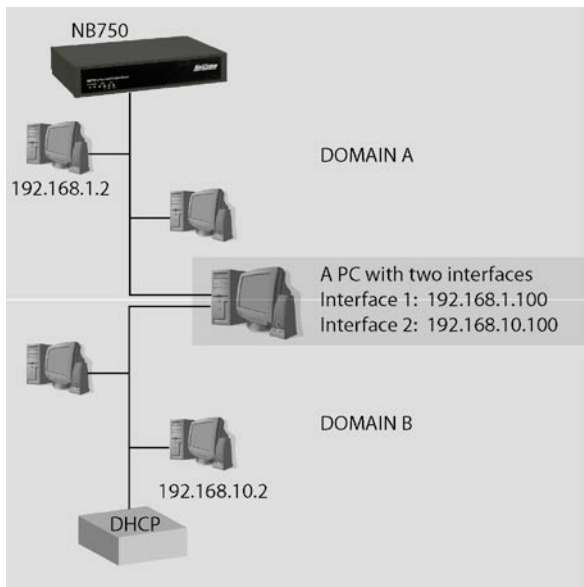 NB750
192.168.1.2
DOMAIN A
A PC with two interfaces
Interface 1: 192.168.1.100
Interface 2: 192.168.10.100
DOMAIN B
192.168.10.2
DHCP